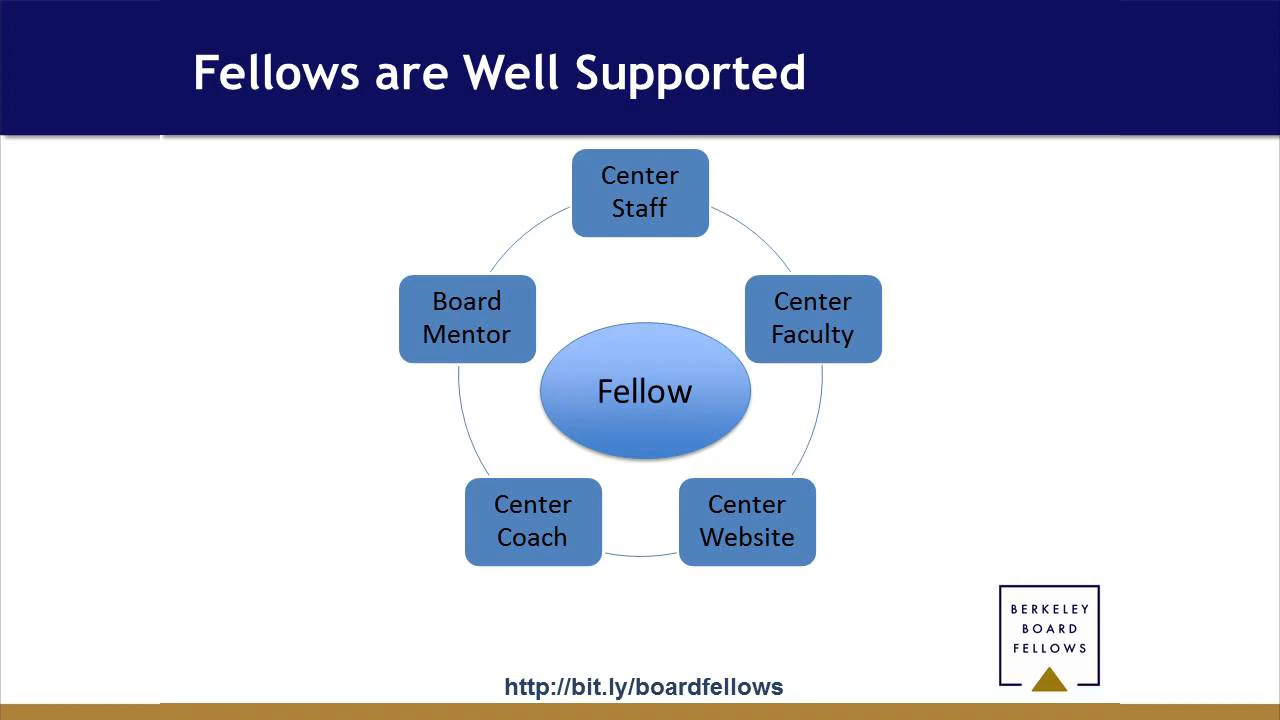 Fellows are Well Supported
Center
Staff
Board
Mentor
Center
Faculty
Fellow
Center
Coach
Center
Website
BERKELEY
BOARD
FELLOWS
http://bit.ly/boardfellows